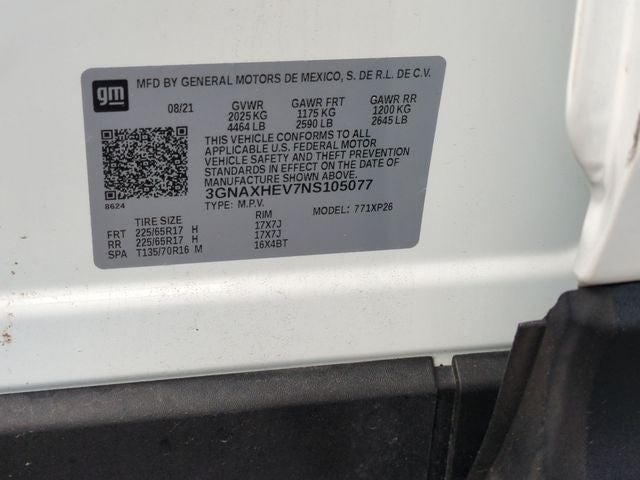 gm
MFD BY GENERAL MOTORS DE MEXICO, S. DE R.L. DE C.V.
08/21 GVWR GAWR FRT GAWR RR
2025 KG 1175 KG 1200 KG
4464 LB 2590 LB 2645 LB
THIS VEHICLE CONFORMS TO ALL
APPLICABLE U.S. FEDERAL MOTOR
VEHICLE SAFETY AND THEFT PREVENTION
STANDARDS IN EFFECT ON THE DATE OF
MANUFACTURE SHOWN ABOVE.
3GNAXHEV7NS105077
8624
TYPE: M.P.V. MODEL: 771XP26
TIRE SIZE RIM
FRT 225/65R17 H 17X7J
RR 225/65R17 H 17X7J
SPA T135/70R16 M 16X4BT